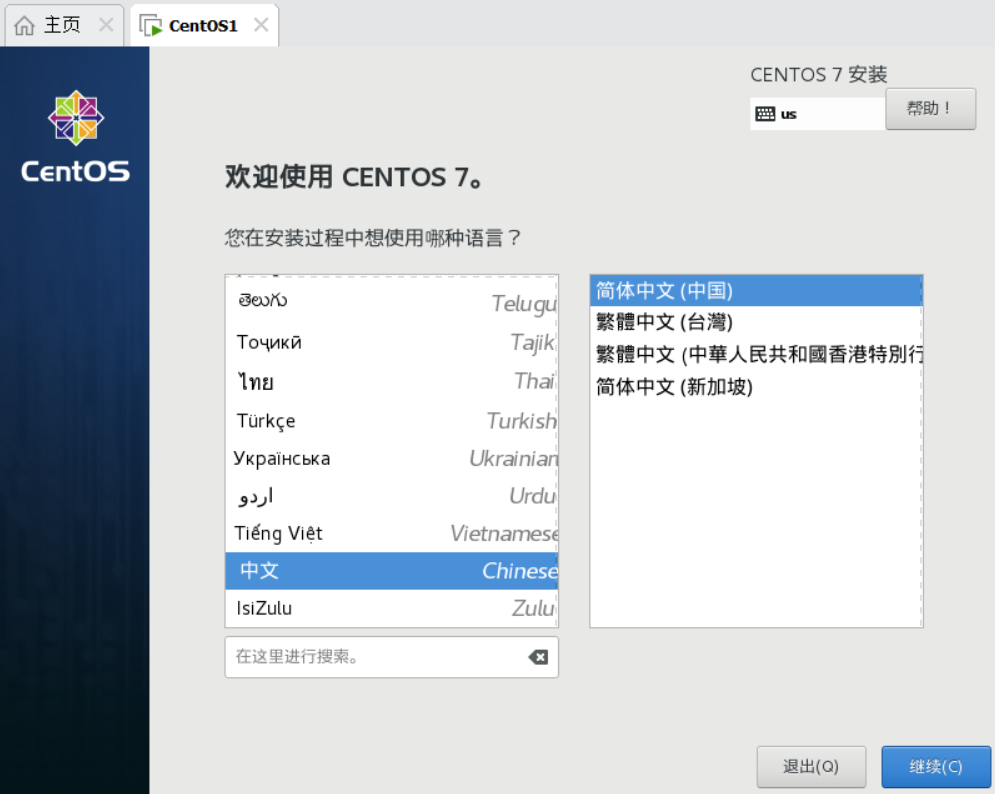 主页
CentOS1
CentOS
CENTOS 7 安装
us
帮助！
欢迎使用 CENTOS 7。
您在安装过程中想使用哪种语言？
తెలుగు Telugu
Тоҷикӣ Tajik
ไทย Thai
Türkçe Turkish
Українська Ukrainian
اردو Urdu
Tiếng Việt Vietnamese
中文 Chinese
IsiZulu Zulu
在这里进行搜索。
简体中文 (中国)
繁體中文 (台灣)
繁體中文 (中華人民共和國香港特別行
简体中文 (新加坡)
退出(Q)
继续(C)